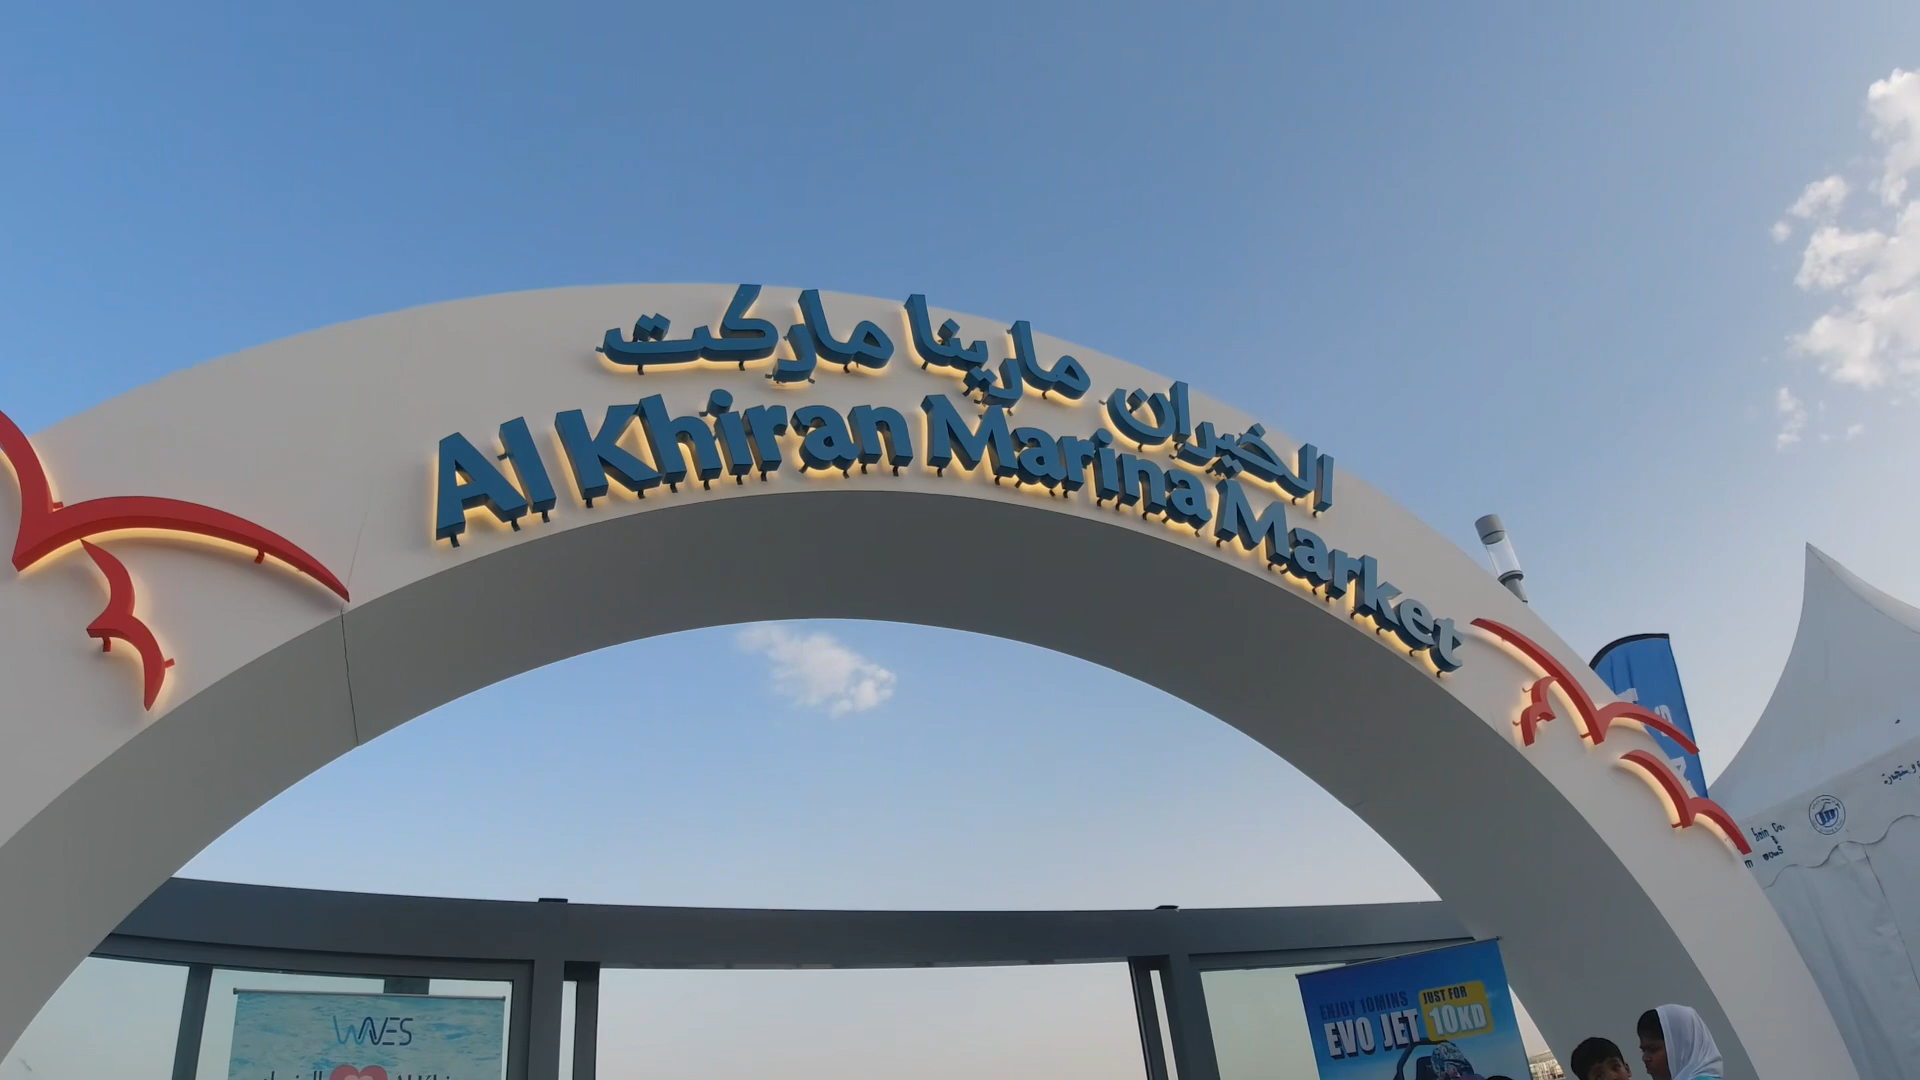 الخيران مارينا ماركت
Al Khiran Marina Market
WAVES
ENJOY 10MINS
EVO JET
JUST FOR
10KD